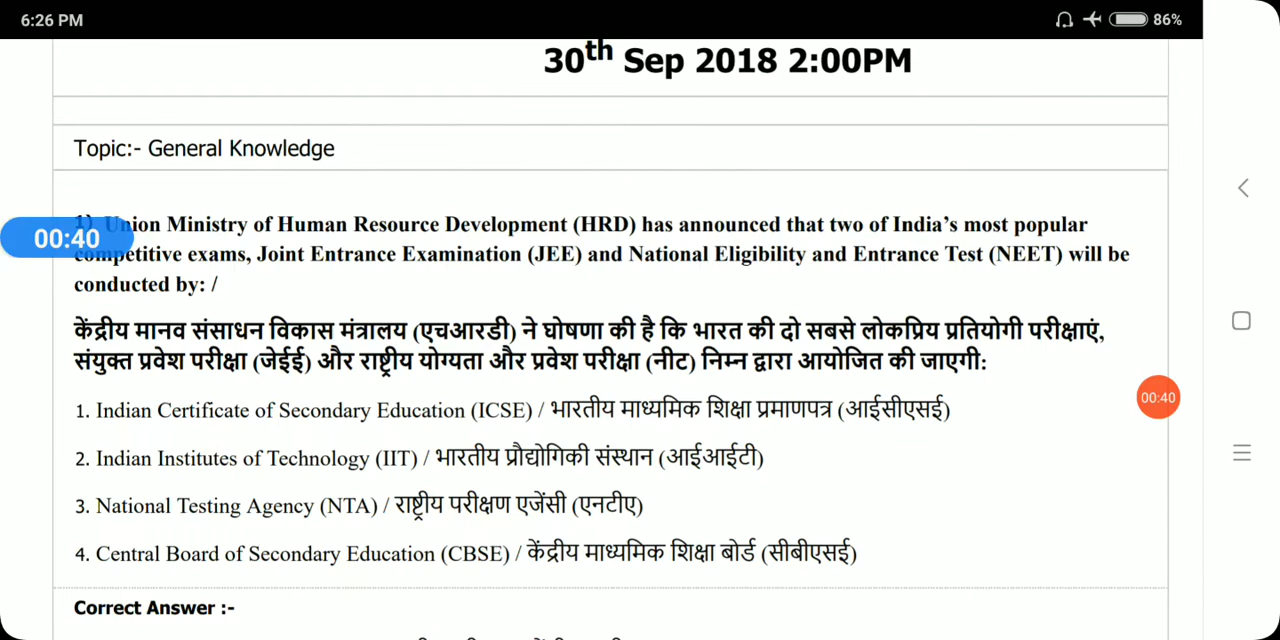 6:26 PM
86%
30th Sep 2018 2:00PM
Topic:- General Knowledge
1) Union Ministry of Human Resource Development (HRD) has announced that two of India’s most popular
00:40
competitive exams, Joint Entrance Examination (JEE) and National Eligibility and Entrance Test (NEET) will be
conducted by: /
केंद्रीय मानव संसाधन विकास मंत्रालय (एचआरडी) ने घोषणा की है कि भारत की दो सबसे लोकप्रिय प्रतियोगी परीक्षाएं,
संयुक्त प्रवेश परीक्षा (जेईई) और राष्ट्रीय योग्यता और प्रवेश परीक्षा (नीट) निम्न द्वारा आयोजित की जाएगी:
1. Indian Certificate of Secondary Education (ICSE) / भारतीय माध्यमिक शिक्षा प्रमाणपत्र (आईसीएसई)
00:40
2. Indian Institutes of Technology (IIT) / भारतीय प्रौद्योगिकी संस्थान (आईआईटी)
3. National Testing Agency (NTA) / राष्ट्रीय परीक्षण एजेंसी (एनटीए)
4. Central Board of Secondary Education (CBSE) / केंद्रीय माध्यमिक शिक्षा बोर्ड (सीबीएसई)
Correct Answer :-